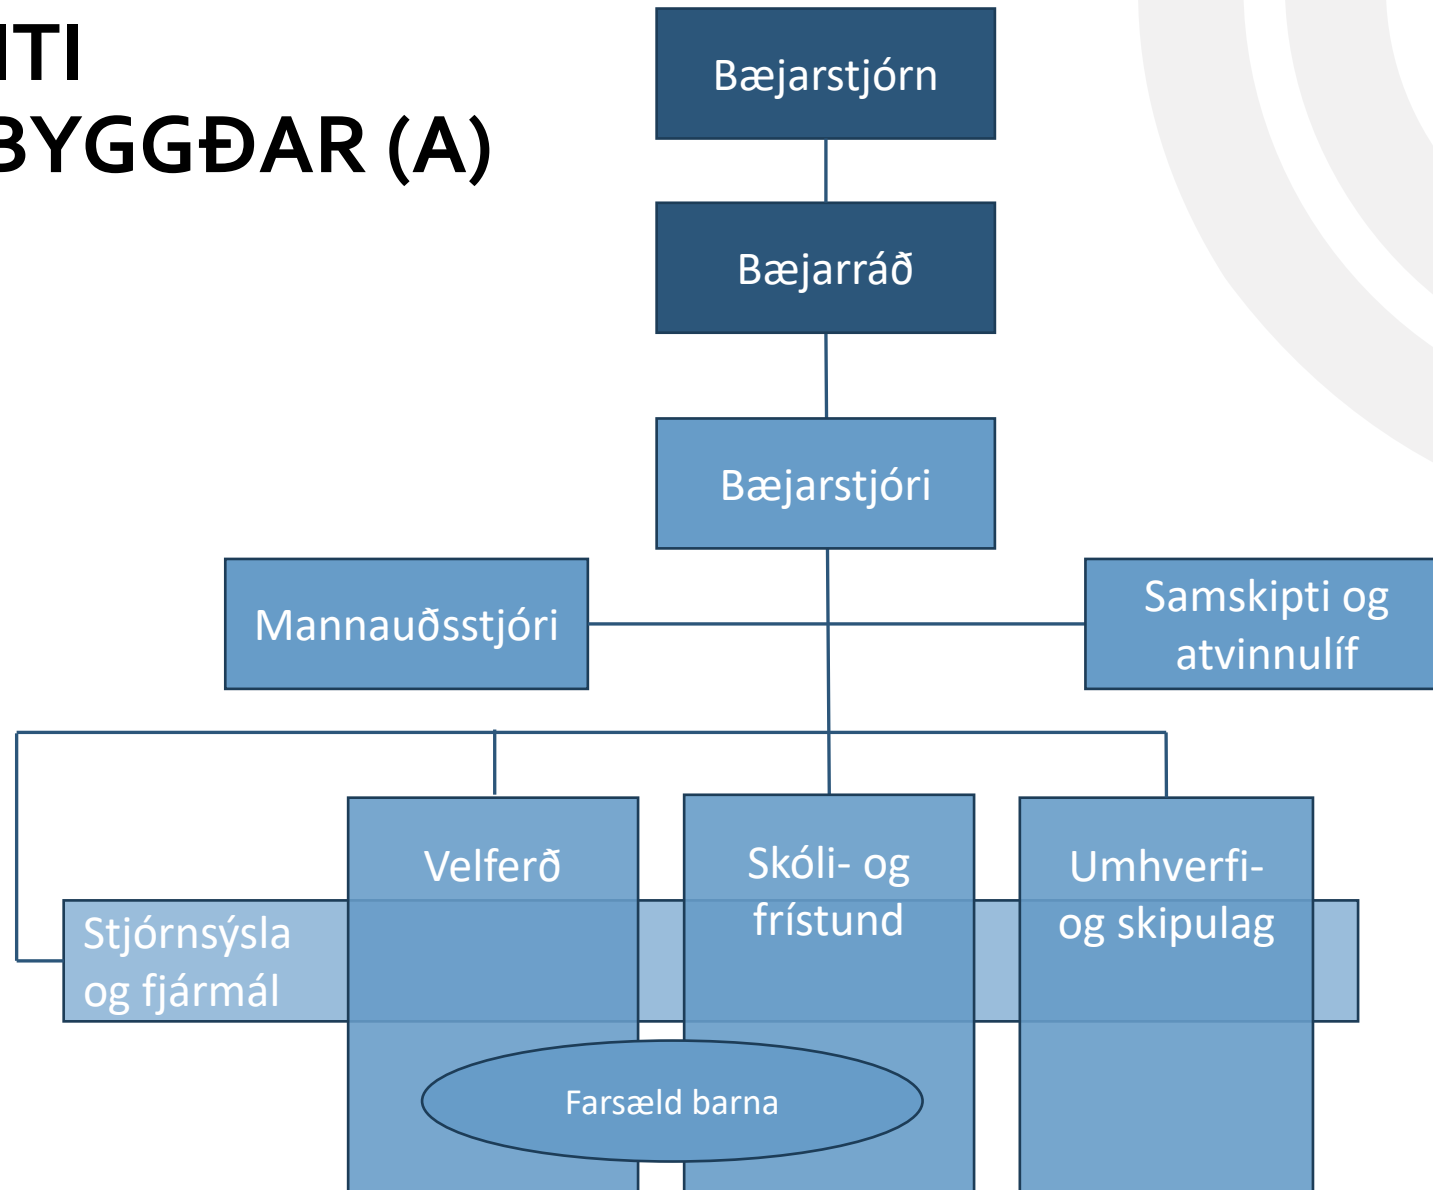 ITI
BYGGÐAR (A)
Bæjarstjórn
Bæjarráð
Bæjarstjóri
Mannauðsstjóri
Samskipti og
atvinnulíf
Velferð
Skóli- og
frístund
Umhverfi-
og skipulag
Stjórnsýsla
og fjármál
Farsæld barna